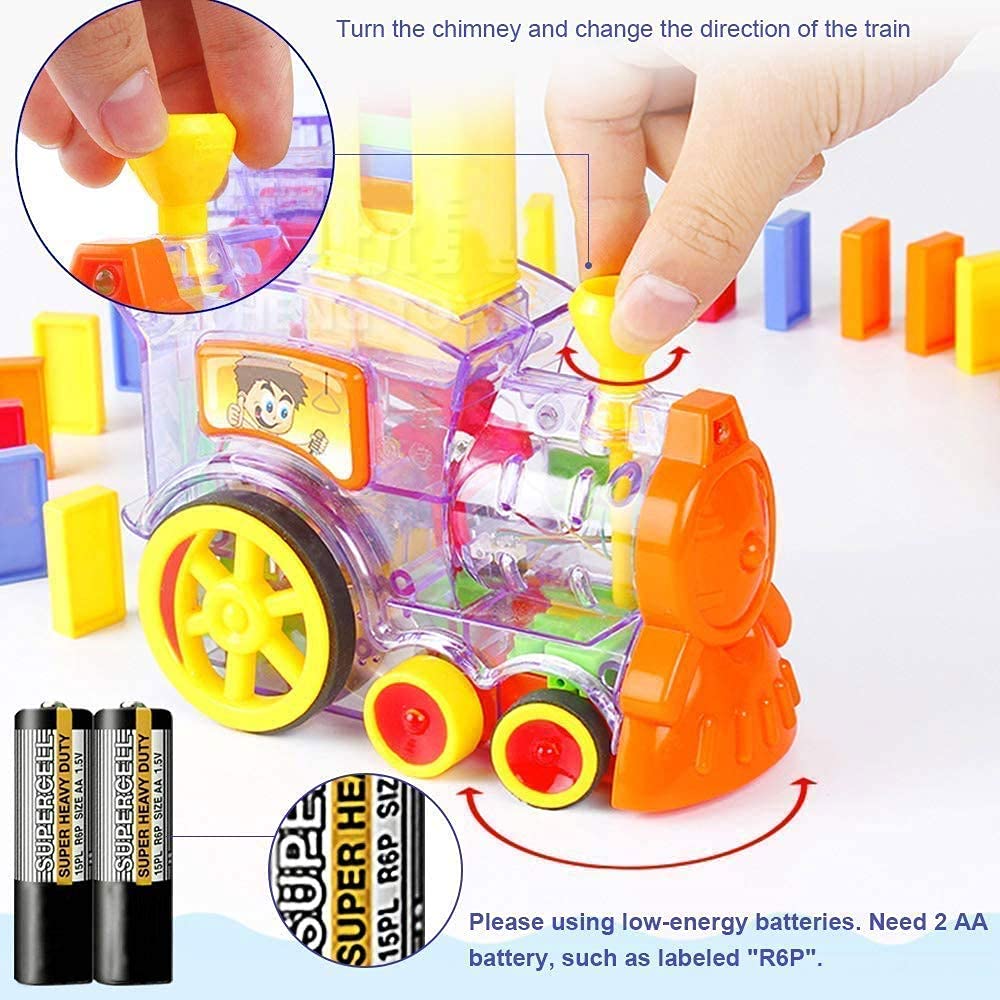 Turn the chimney and change the direction of the train
HENG TOY
SUPERCELL
SUPER HEAVY DUTY
15PL R6P SIZE AA 1.5V
SUPERCELL
SUPER HEAVY DUTY
15PL R6P SIZE AA 1.5V
SUPER HEA
15PL R6P SIZ
Please using low-energy batteries. Need 2 AA
battery, such as labeled "R6P".